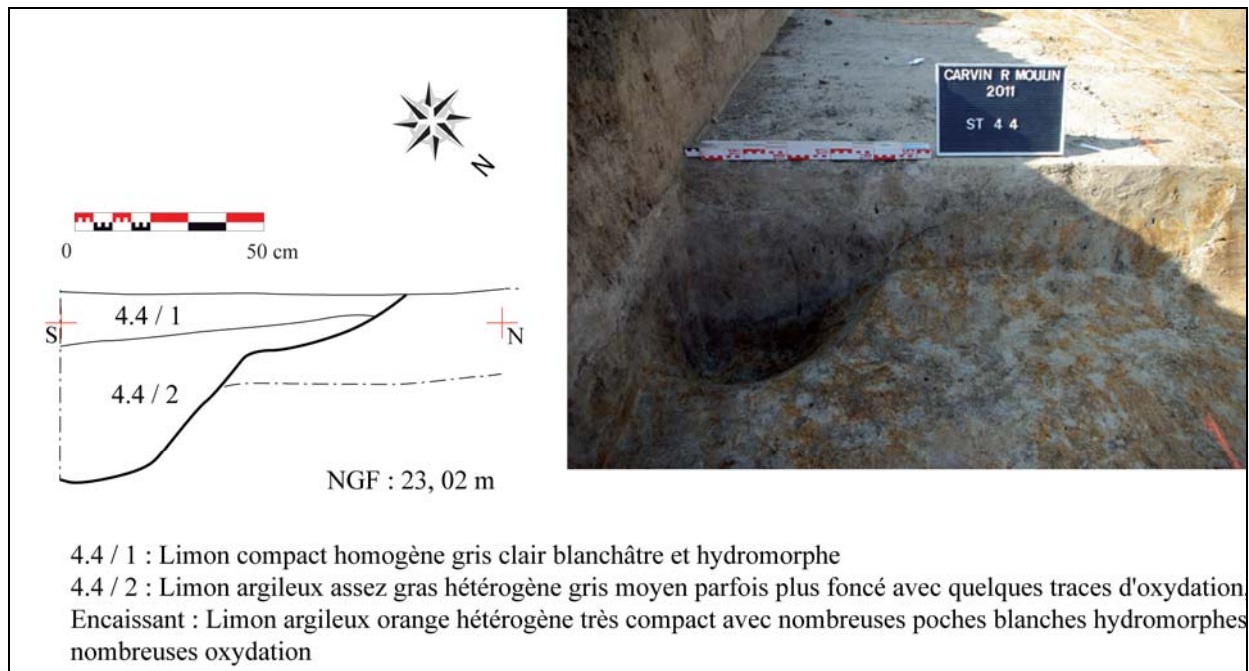 CARVIN R MOULIN
2011
ST 4 4
N
0 50 cm
4.4 / 1
S
N
4.4 / 2
NGF : 23, 02 m
4.4 / 1 : Limon compact homogène gris clair blanchâtre et hydromorphe
4.4 / 2 : Limon argileux assez gras hétérogène gris moyen parfois plus foncé avec quelques traces d'oxydation.
Encaissant : Limon argileux orange hétérogène très compact avec nombreuses poches blanches hydromorphes
nombreuses oxydation